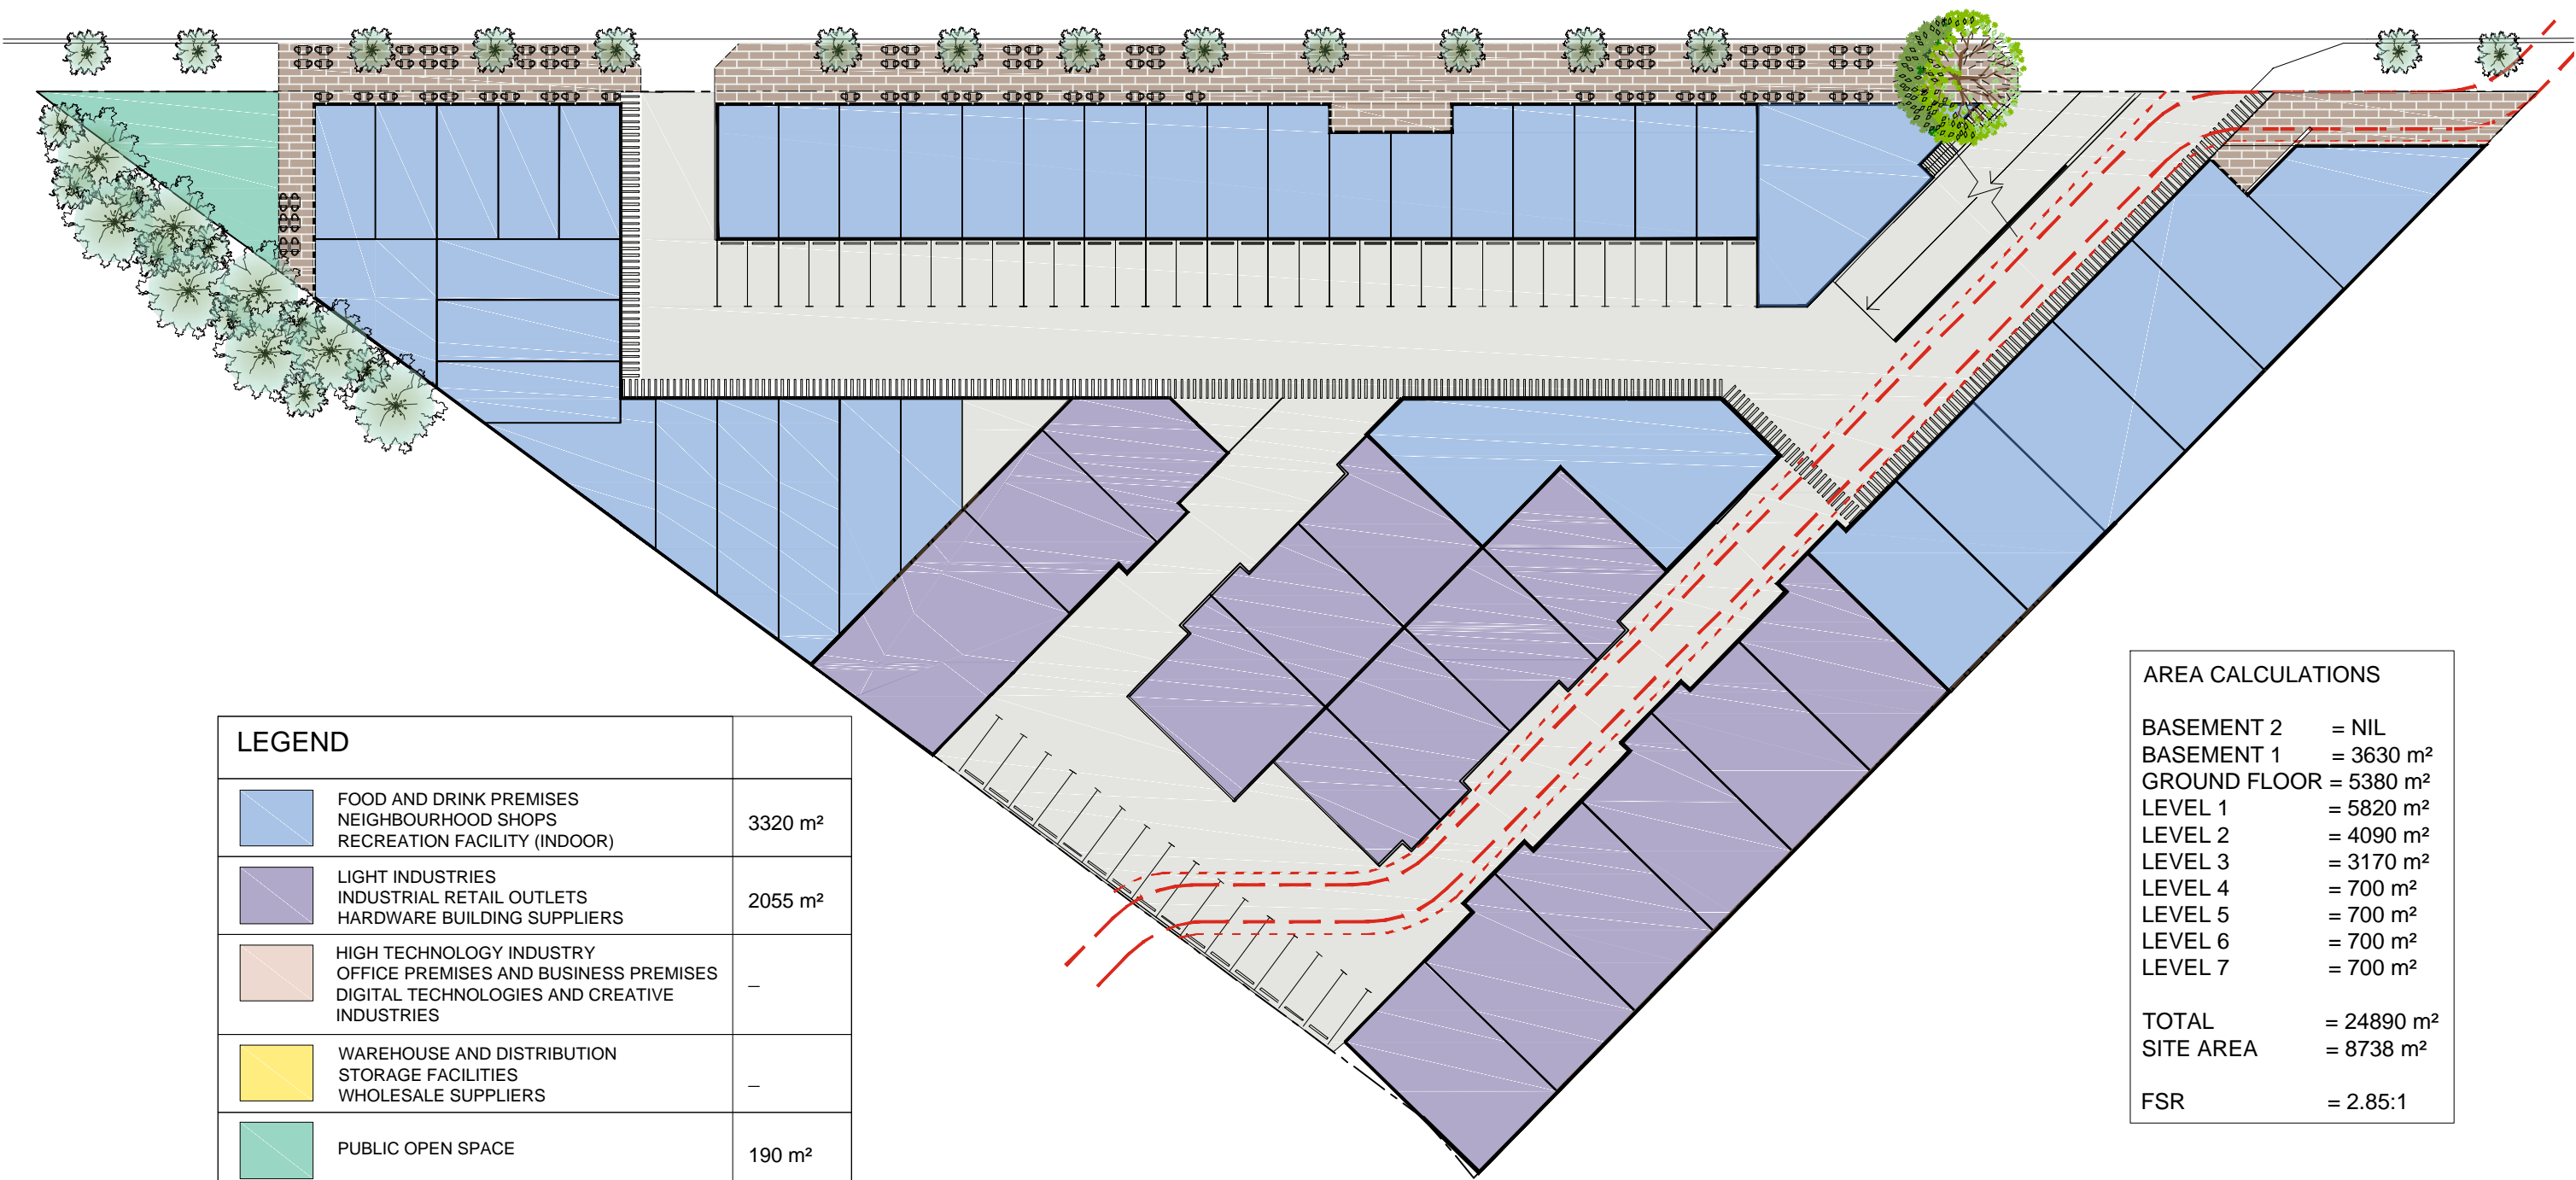 LEGEND
FOOD AND DRINK PREMISES
NEIGHBOURHOOD SHOPS
RECREATION FACILITY (INDOOR)
3320 m²
LIGHT INDUSTRIES
INDUSTRIAL RETAIL OUTLETS
HARDWARE BUILDING SUPPLIERS
2055 m²
HIGH TECHNOLOGY INDUSTRY
OFFICE PREMISES AND BUSINESS PREMISES
DIGITAL TECHNOLOGIES AND CREATIVE
INDUSTRIES
–
WAREHOUSE AND DISTRIBUTION
STORAGE FACILITIES
WHOLESALE SUPPLIERS
–
PUBLIC OPEN SPACE
190 m²
AREA CALCULATIONS
BASEMENT 2 = NIL
BASEMENT 1 = 3630 m²
GROUND FLOOR = 5380 m²
LEVEL 1 = 5820 m²
LEVEL 2 = 4090 m²
LEVEL 3 = 3170 m²
LEVEL 4 = 700 m²
LEVEL 5 = 700 m²
LEVEL 6 = 700 m²
LEVEL 7 = 700 m²
TOTAL = 24890 m²
SITE AREA = 8738 m²
FSR = 2.85:1